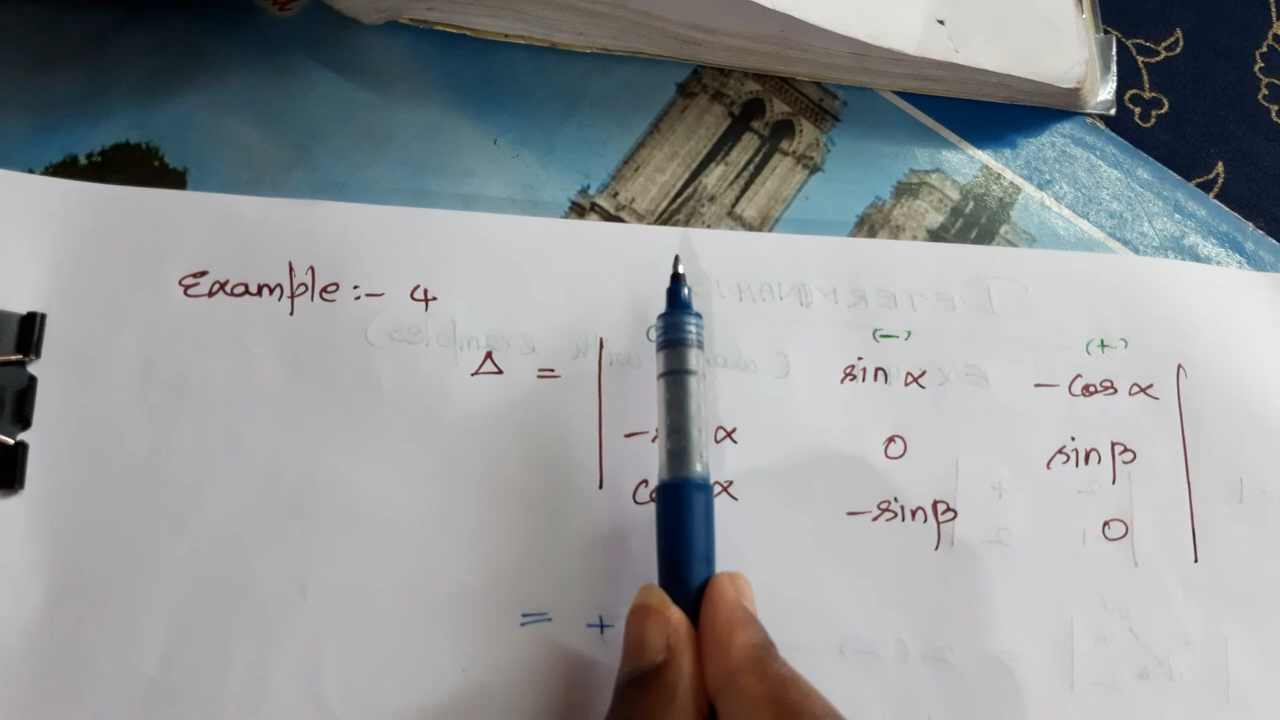 Example :- 4
(-) (+)
Δ = | sin α - cos α |
α 0 sin β
α - sin β 0
= +